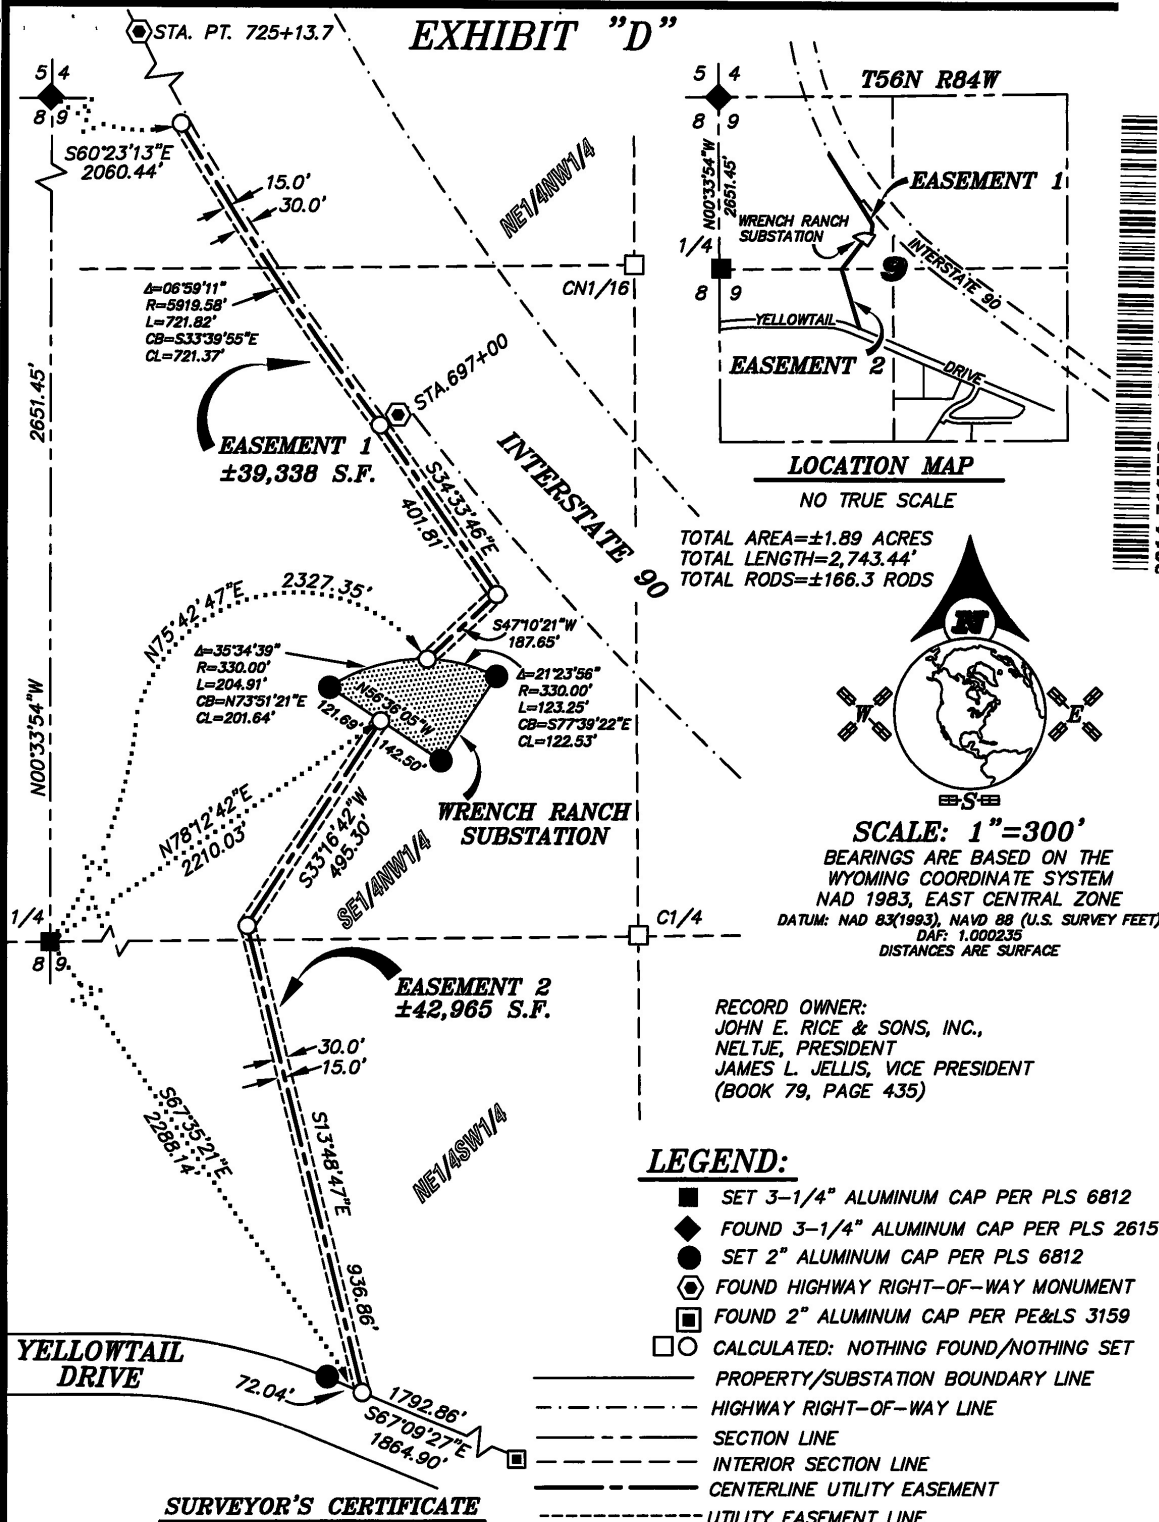 EXHIBIT "D"
STA. PT. 725+13.7
5 4
8 9
S60°23'13"E
2060.44'
15.0'
30.0'
NE1/4NW1/4
CN1/16
Δ=06°59'11"
R=5919.58'
L=721.82'
CB=S33°39'55"E
CL=721.37'
2651.45'
STA.697+00
EASEMENT 1
±39,338 S.F.
S34°33'46"E
401.81'
INTERSTATE 90
N75°42'47"E
2327.35'
S47°10'21"W
187.65'
Δ=35°34'39"
R=330.00'
L=204.91'
CB=N73°51'21"E
CL=201.64'
Δ=21°23'56"
R=330.00'
L=123.25'
CB=S77°39'22"E
CL=122.53'
N56°36'05"W
121.69'
142.50'
N00°33'54"W
WRENCH RANCH
SUBSTATION
N78°12'42"E
2210.03'
S33°16'42"W
495.30'
SE1/4NW1/4
1/4
8 9
C1/4
EASEMENT 2
±42,965 S.F.
30.0'
15.0'
S67°35'21"E
2288.14'
S13°48'47"E
936.86'
NE1/4SW1/4
YELLOWTAIL
DRIVE
72.04'
1792.86'
S67°09'27"E
1864.90'
SURVEYOR'S CERTIFICATE
T56N R84W
5 4
8 9
N00°33'54"W
2651.45'
EASEMENT 1
WRENCH RANCH
SUBSTATION
1/4
8 9
9
INTERSTATE 90
YELLOWTAIL
DRIVE
EASEMENT 2
LOCATION MAP
NO TRUE SCALE
TOTAL AREA=±1.89 ACRES
TOTAL LENGTH=2,743.44'
TOTAL RODS=±166.3 RODS
N
W
E
S
SCALE: 1"=300'
BEARINGS ARE BASED ON THE
WYOMING COORDINATE SYSTEM
NAD 1983, EAST CENTRAL ZONE
DATUM: NAD 83(1993), NAVD 88 (U.S. SURVEY FEET)
DAF: 1.000235
DISTANCES ARE SURFACE
RECORD OWNER:
JOHN E. RICE & SONS, INC.,
NELTJE, PRESIDENT
JAMES L. JELLIS, VICE PRESIDENT
(BOOK 79, PAGE 435)
LEGEND:
SET 3-1/4" ALUMINUM CAP PER PLS 6812
FOUND 3-1/4" ALUMINUM CAP PER PLS 2615
SET 2" ALUMINUM CAP PER PLS 6812
FOUND HIGHWAY RIGHT-OF-WAY MONUMENT
FOUND 2" ALUMINUM CAP PER PE&LS 3159
CALCULATED: NOTHING FOUND/NOTHING SET
PROPERTY/SUBSTATION BOUNDARY LINE
HIGHWAY RIGHT-OF-WAY LINE
SECTION LINE
INTERIOR SECTION LINE
CENTERLINE UTILITY EASEMENT
UTILITY EASEMENT LINE